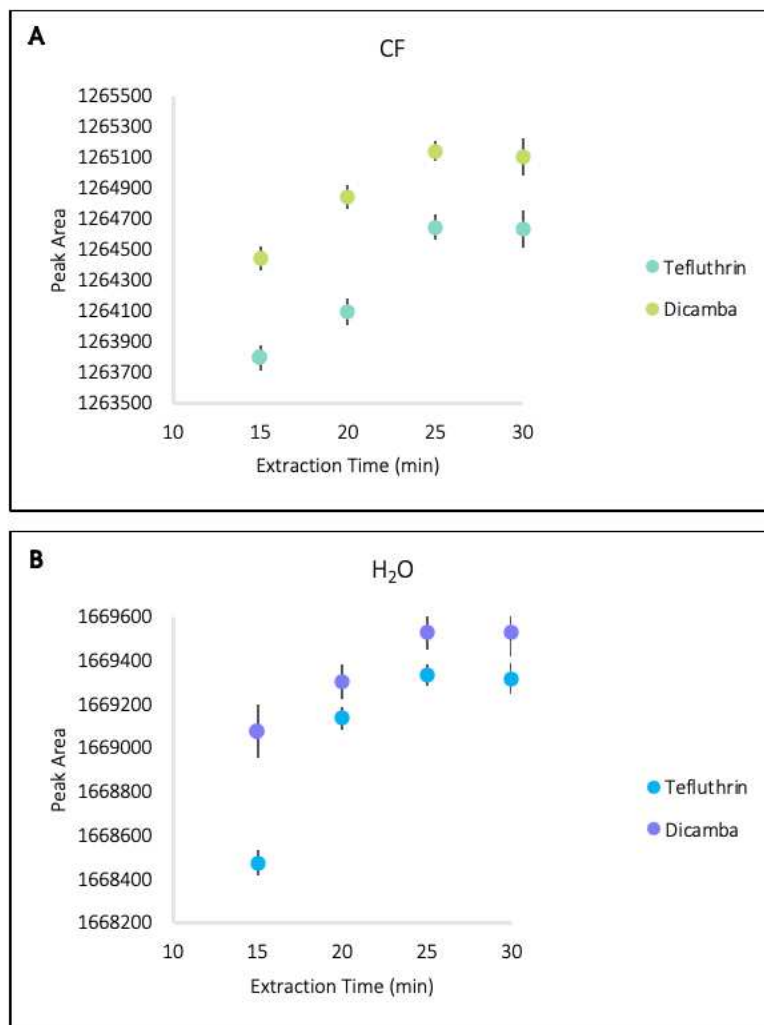 A
CF
1265500
1265300
1265100
1264900
1264700
1264500
1264300
1264100
1263900
1263700
1263500
Peak Area
10 15 20 25 30
Extraction Time (min)
Tefluthrin
Dicamba
B
H₂O
1669600
1669400
1669200
1669000
1668800
1668600
1668400
1668200
Peak Area
10 15 20 25 30
Extraction Time (min)
Tefluthrin
Dicamba